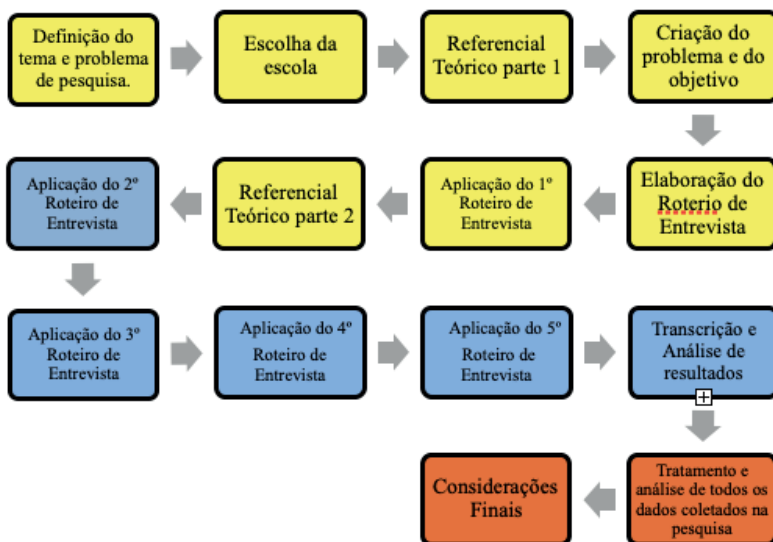 Definição do
tema e problema
de pesquisa.
Escolha da
escola
Referencial
Teórico parte 1
Criação do
problema e do
objetivo
Elaboração do
Roterio de
Entrevista
Aplicação do 1º
Roteiro de
Entrevista
Referencial
Teórico parte 2
Aplicação do 2º
Roteiro de
Entrevista
Aplicação do 3º
Roteiro de
Entrevista
Aplicação do 4º
Roteiro de
Entrevista
Aplicação do 5º
Roteiro de
Entrevista
Transcrição e
Análise de
resultados
Tratamento e
análise de todos os
dados coletados na
pesquisa
Considerações
Finais